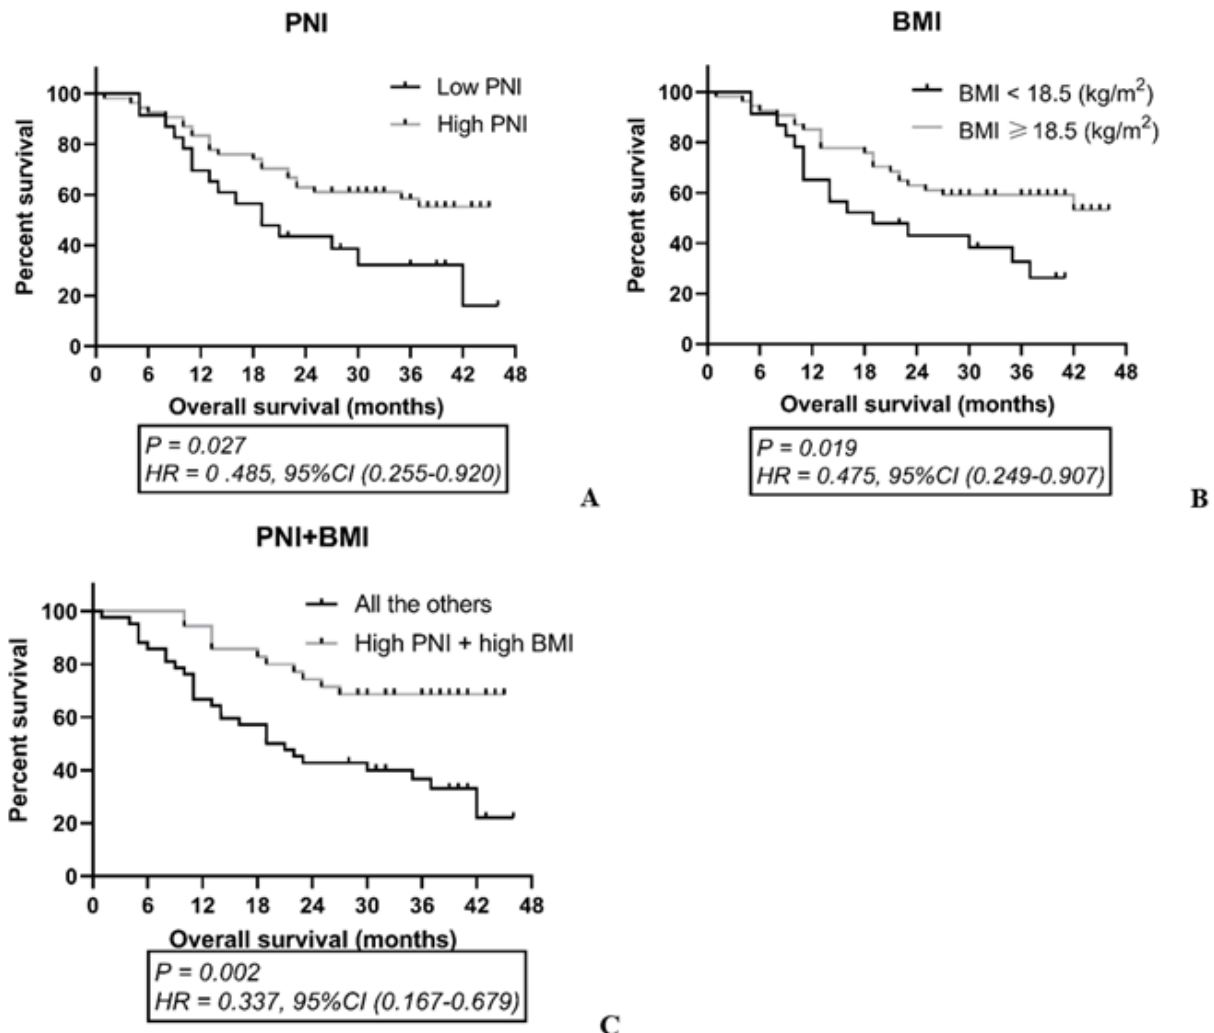 PNI
Low PNI
High PNI
100
80
60
40
20
0
Percent survival
0 6 12 18 24 30 36 42 48
Overall survival (months)
P = 0.027
HR = 0 .485, 95%CI (0.255-0.920)
A
BMI
BMI < 18.5 (kg/m²)
BMI ⩾ 18.5 (kg/m²)
100
80
60
40
20
0
Percent survival
0 6 12 18 24 30 36 42 48
Overall survival (months)
P = 0.019
HR = 0.475, 95%CI (0.249-0.907)
B
PNI+BMI
All the others
High PNI + high BMI
100
80
60
40
20
0
Percent survival
0 6 12 18 24 30 36 42 48
Overall survival (months)
P = 0.002
HR = 0.337, 95%CI (0.167-0.679)
C